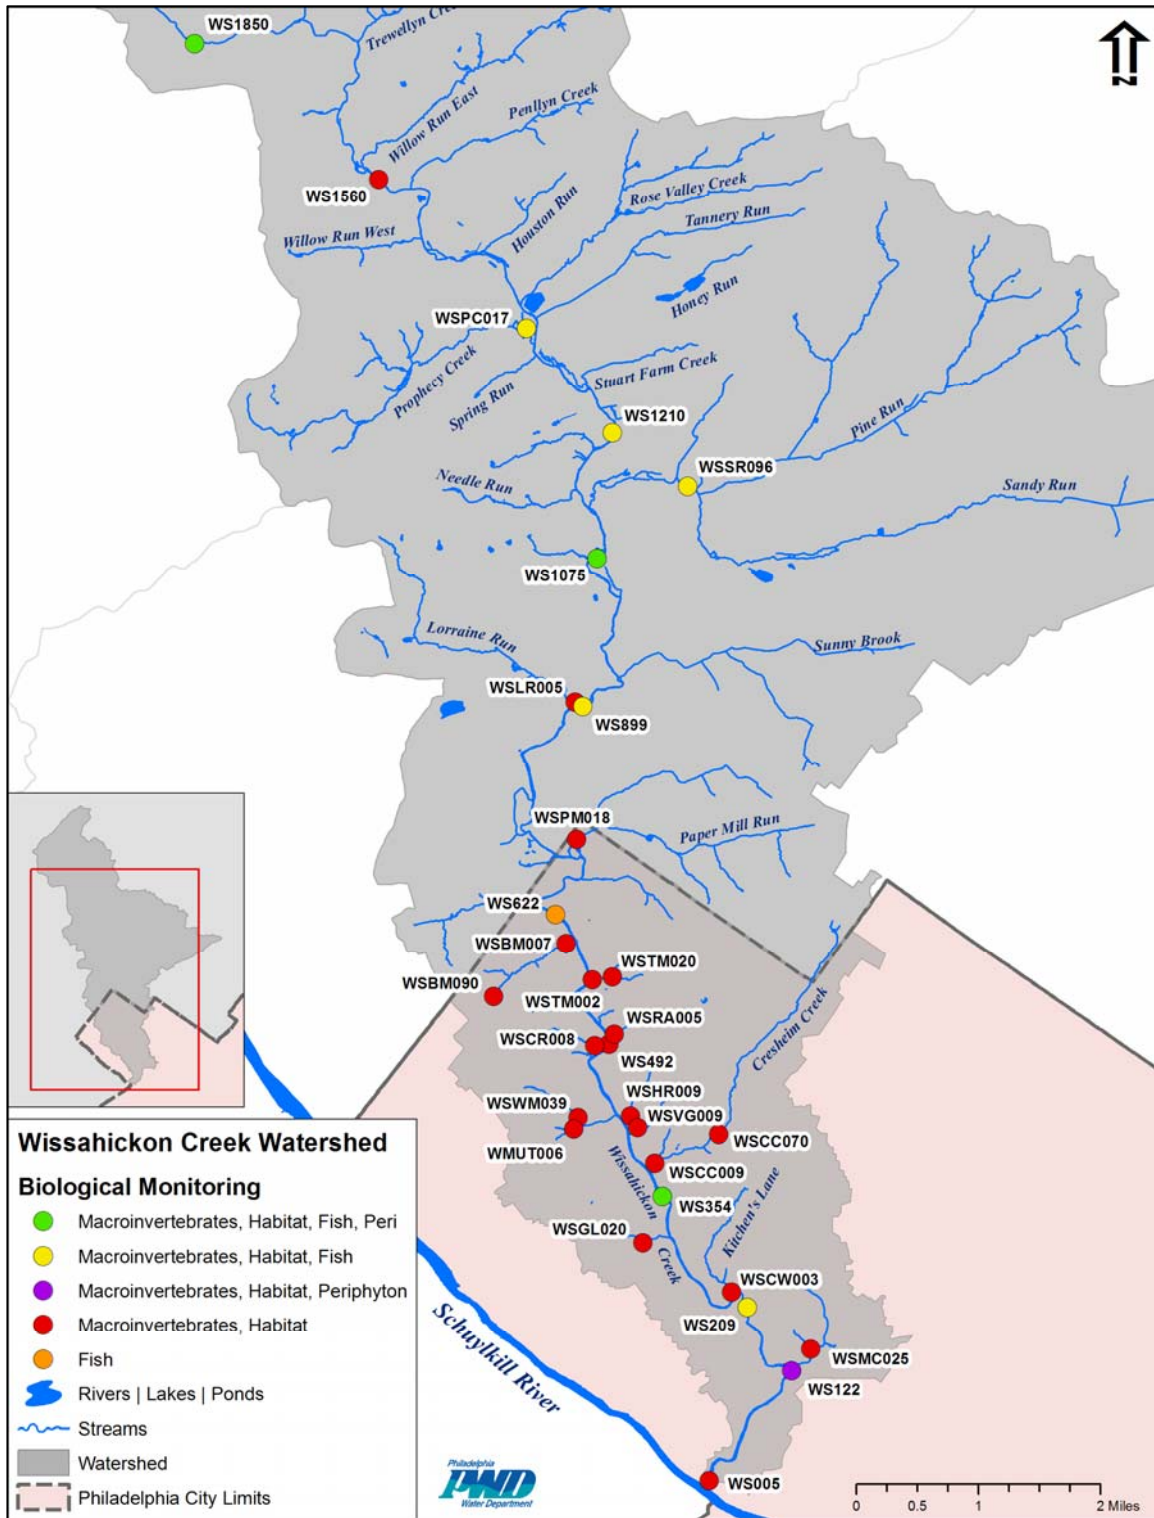 WS1850
Trewellyn Cree
N
Willow Run East
Penllyn Creek
WS1560
Willow Run West
Houston Run
Rose Valley Creek
Tannery Run
Honey Run
WSPC017
Prophecy Creek
Spring Run
Stuart Farm Creek
WS1210
Pine Run
WSSR096
Needle Run
Sandy Run
WS1075
Lorraine Run
Sunny Brook
WSLR005
WS899
WSPM018
Paper Mill Run
WS622
WSBM007
WSTM020
WSBM090
WSTM002
WSRA005
WSCR008
WS492
Cresheim Creek
WSHR009
WSWM039
WSVG009
WSCC070
WMUT006
WSCC009
Wissahickon
Creek
WS354
Kitchen's Lane
WSGL020
WSCW003
WS209
WSMC025
WS122
Schuylkill River
WS005
Wissahickon Creek Watershed
Biological Monitoring
Macroinvertebrates, Habitat, Fish, Peri
Macroinvertebrates, Habitat, Fish
Macroinvertebrates, Habitat, Periphyton
Macroinvertebrates, Habitat
Fish
Rivers | Lakes | Ponds
Streams
Watershed
Philadelphia City Limits
Philadelphia
PWD
Water Department
0 0.5 1 2 Miles